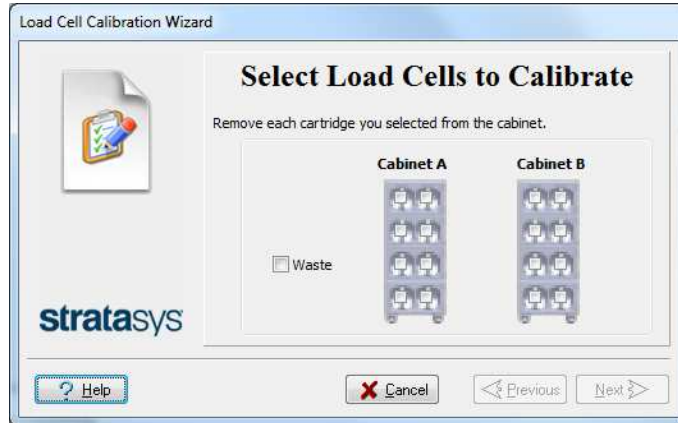 Load Cell Calibration Wizard
Select Load Cells to Calibrate
Remove each cartridge you selected from the cabinet.
Cabinet A Cabinet B
Waste
stratasys
? Help Cancel Previous Next